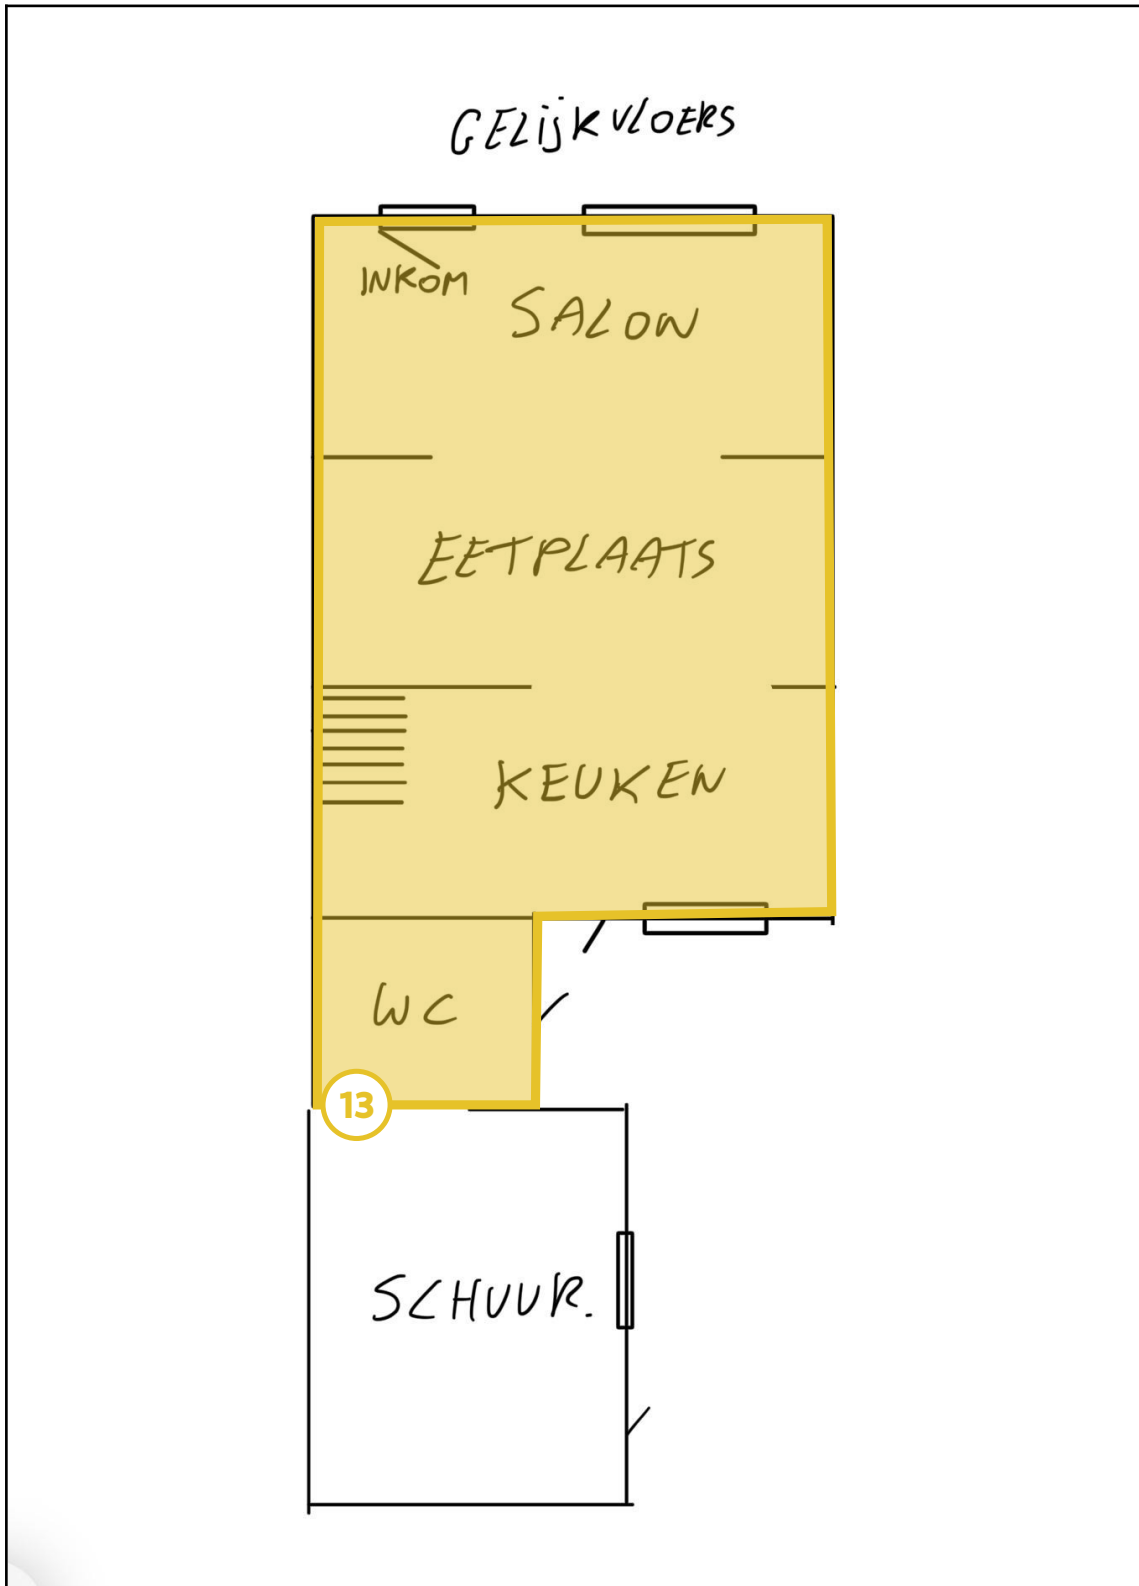 GELIJKVLOERS
INKOM
SALON
EETPLAATS
KEUKEN
WC
13
SCHUUR.